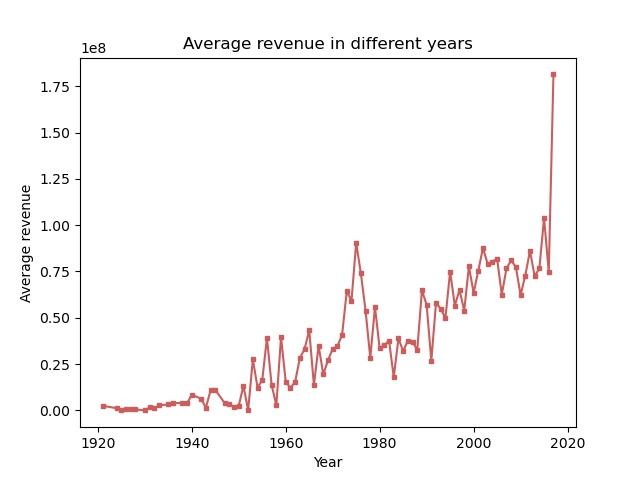 Average revenue in different years
1e8
1.75
1.50
1.25
1.00
0.75
0.50
0.25
0.00
Average revenue
1920 1940 1960 1980 2000 2020
Year